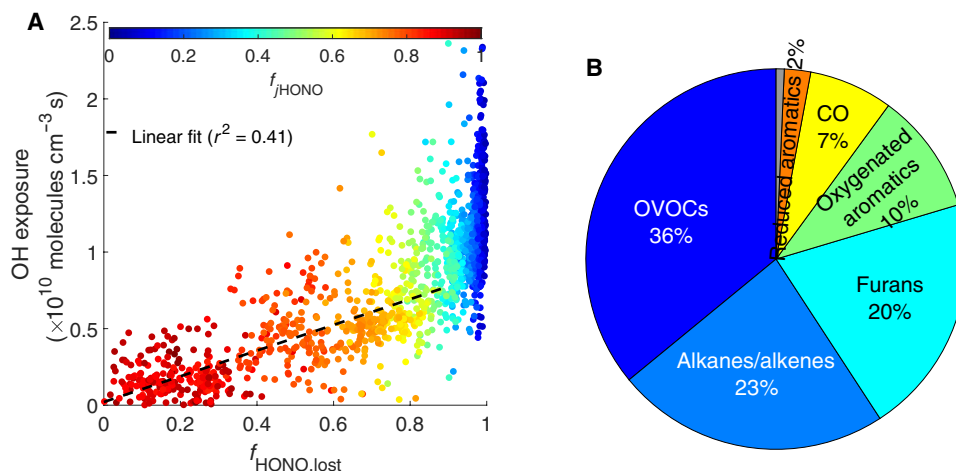 A
2.5
2
1.5
1
0.5
0
0 0.2 0.4 0.6 0.8 1
f_jHONO
Linear fit (r² = 0.41)
OH exposure
(×10¹⁰ molecules cm⁻³ s)
0 0.2 0.4 0.6 0.8 1
f_HONO,lost
B
Reduced aromatics 2%
CO
7%
Oxygenated
aromatics
10%
Furans
20%
Alkanes/alkenes
23%
OVOCs
36%